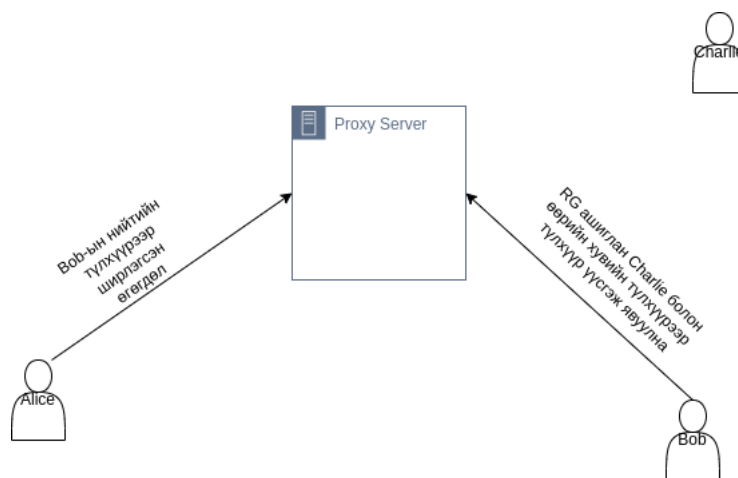 Charlie
Proxy Server
Bob-ын нийтийн
түлхүүрээр
ширлэгсэн
өгөгдөл
RG ашиглан Charlie болон
өөрийн хувийн түлхүүрээр
түлхүүр үүсгэж явуулна
Alice
Bob